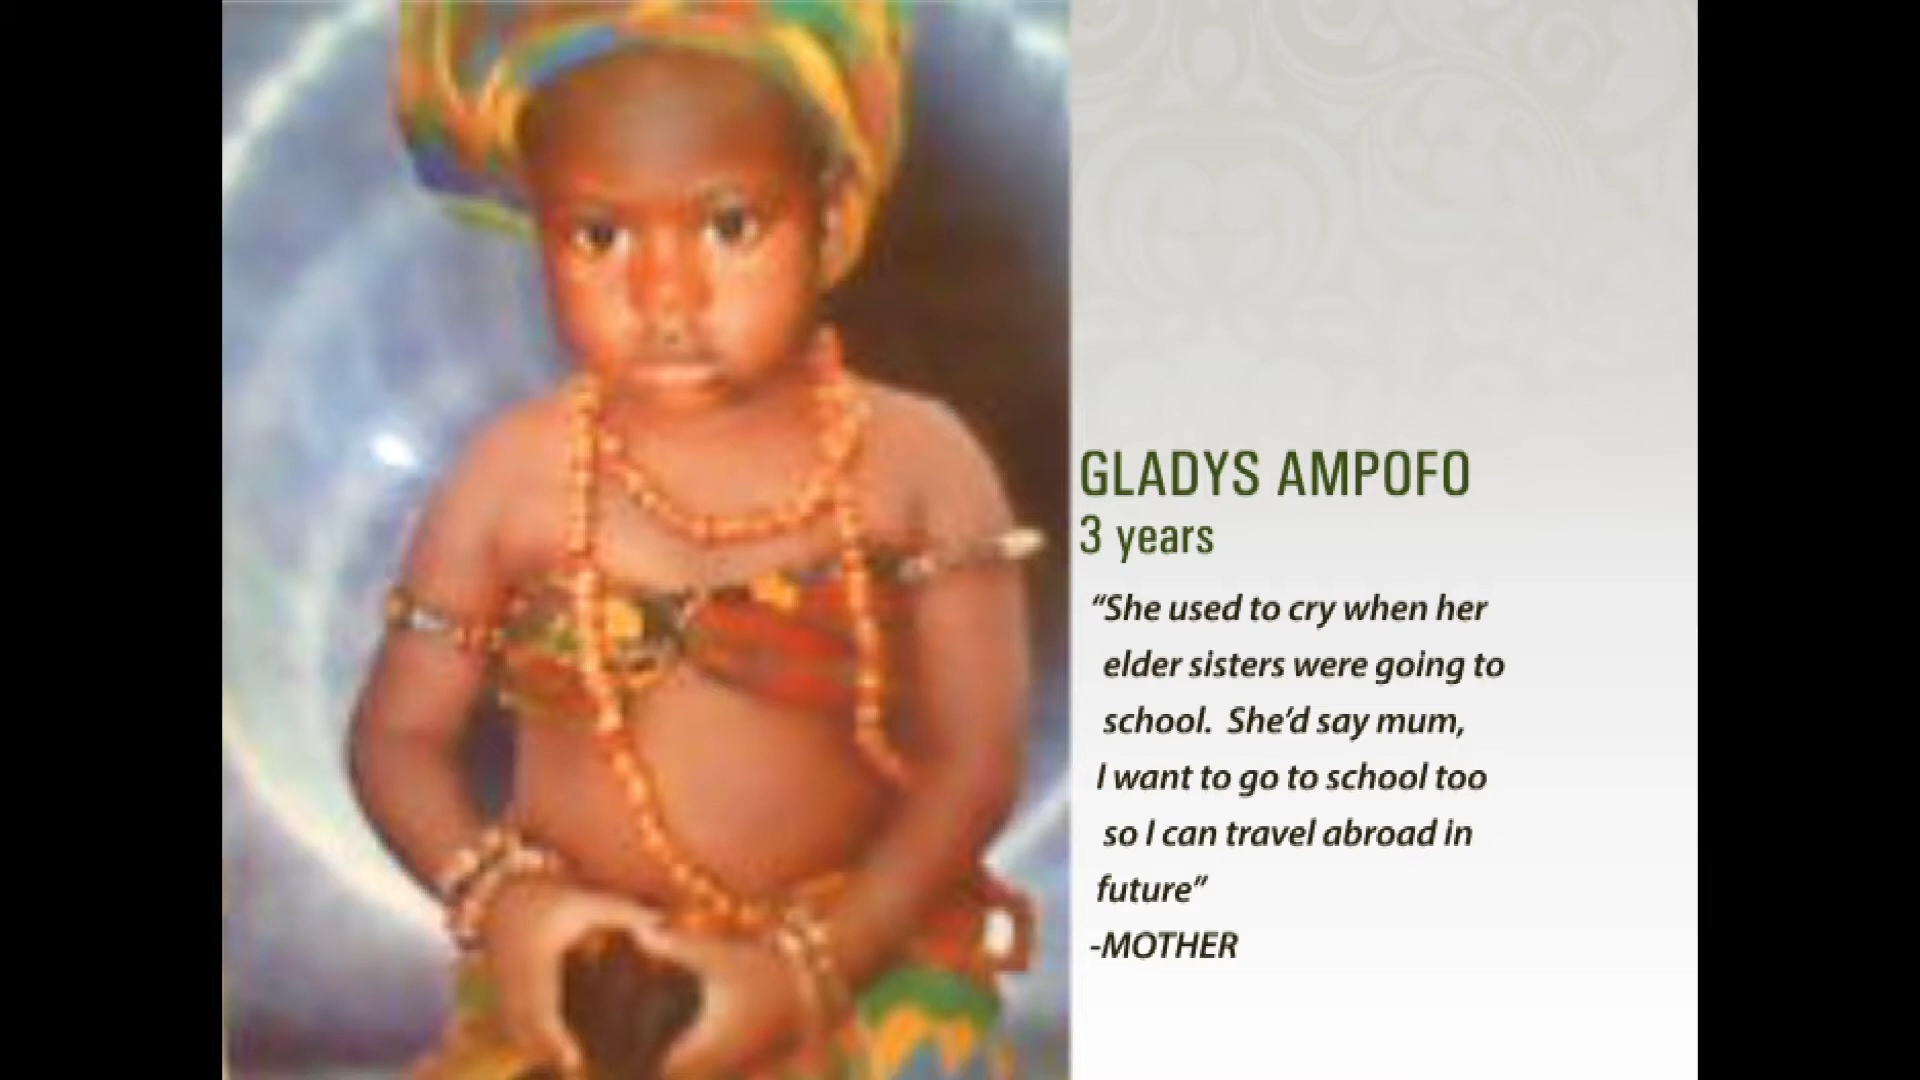 GLADYS AMPOFO
3 years
“She used to cry when her
elder sisters were going to
school. She’d say mum,
I want to go to school too
so I can travel abroad in
future”
-MOTHER